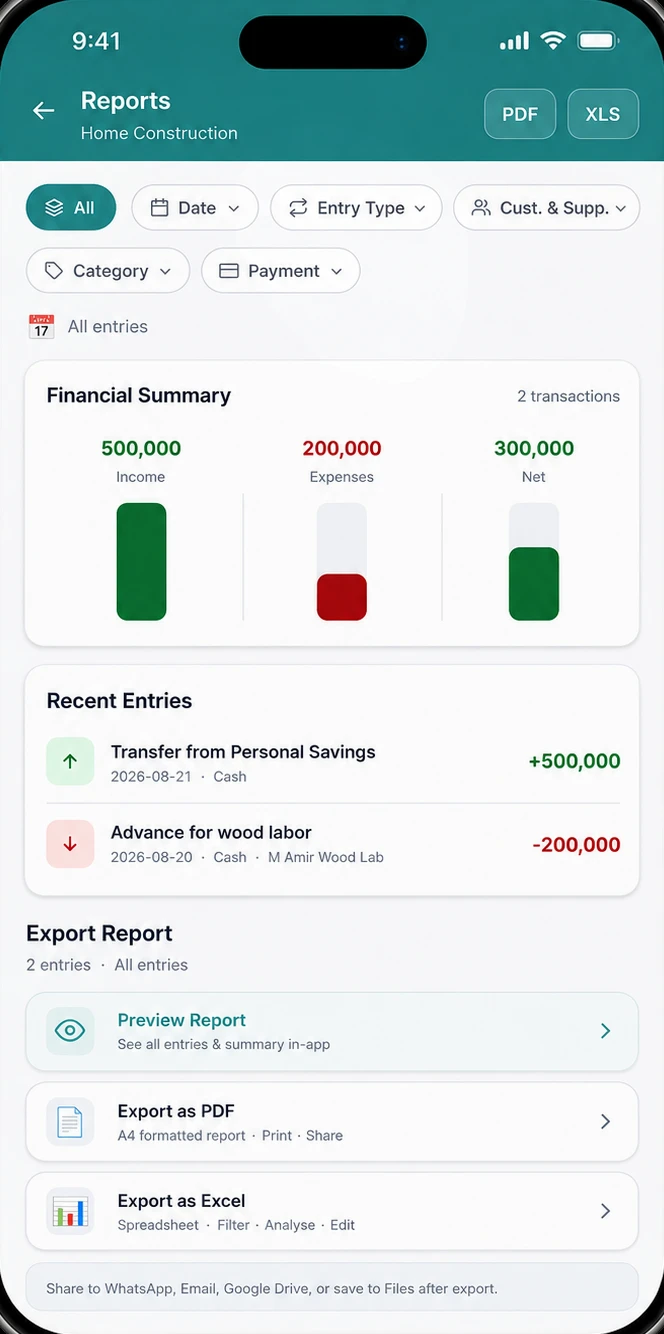 9:41
Reports
Home Construction
PDF
XLS
All
Date
Entry Type
Cust. & Supp.
Category
Payment
17
All entries
Financial Summary
2 transactions
500,000
200,000
300,000
Income
Expenses
Net
Recent Entries
Transfer from Personal Savings
2026-08-21 · Cash
+500,000
Advance for wood labor
2026-08-20 · Cash · M Amir Wood Lab
-200,000
Export Report
2 entries · All entries
Preview Report
See all entries & summary in-app
Export as PDF
A4 formatted report · Print · Share
Export as Excel
Spreadsheet · Filter · Analyse · Edit
Share to WhatsApp, Email, Google Drive, or save to Files after export.